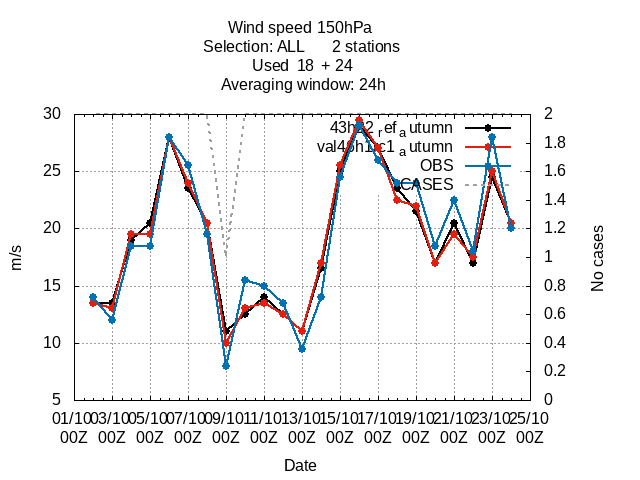 Wind speed 150hPa
Selection: ALL 2 stations
Used 18 + 24
Averaging window: 24h
30
25
20
15
10
5
2
1.8
1.6
1.4
1.2
1
0.8
0.6
0.4
0.2
0
OBS
CASES
m/s
No cases
01/10 03/10 05/10 07/10 09/10 11/10 13/10 15/10 17/10 19/10 21/10 23/10 25/10
00Z 00Z 00Z 00Z 00Z 00Z 00Z 00Z 00Z 00Z 00Z 00Z 00Z
Date